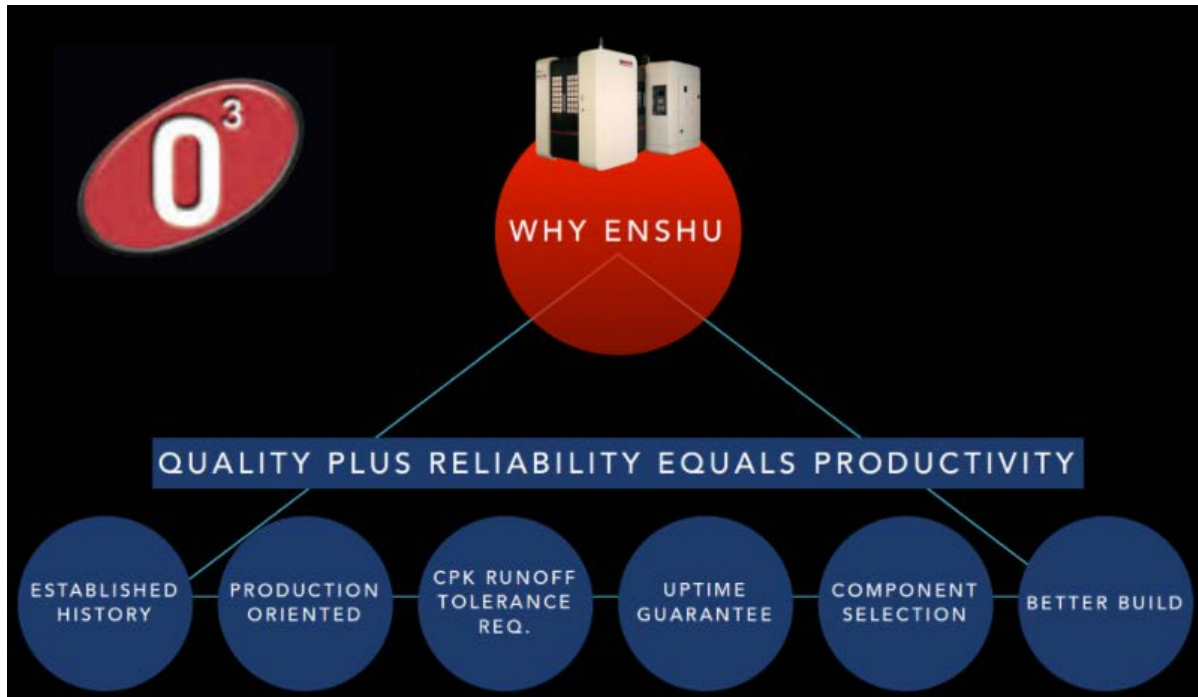 O³
WHY ENSHU
QUALITY PLUS RELIABILITY EQUALS PRODUCTIVITY
ESTABLISHED
HISTORY
PRODUCTION
ORIENTED
CPK RUNOFF
TOLERANCE
REQ.
UPTIME
GUARANTEE
COMPONENT
SELECTION
BETTER BUILD